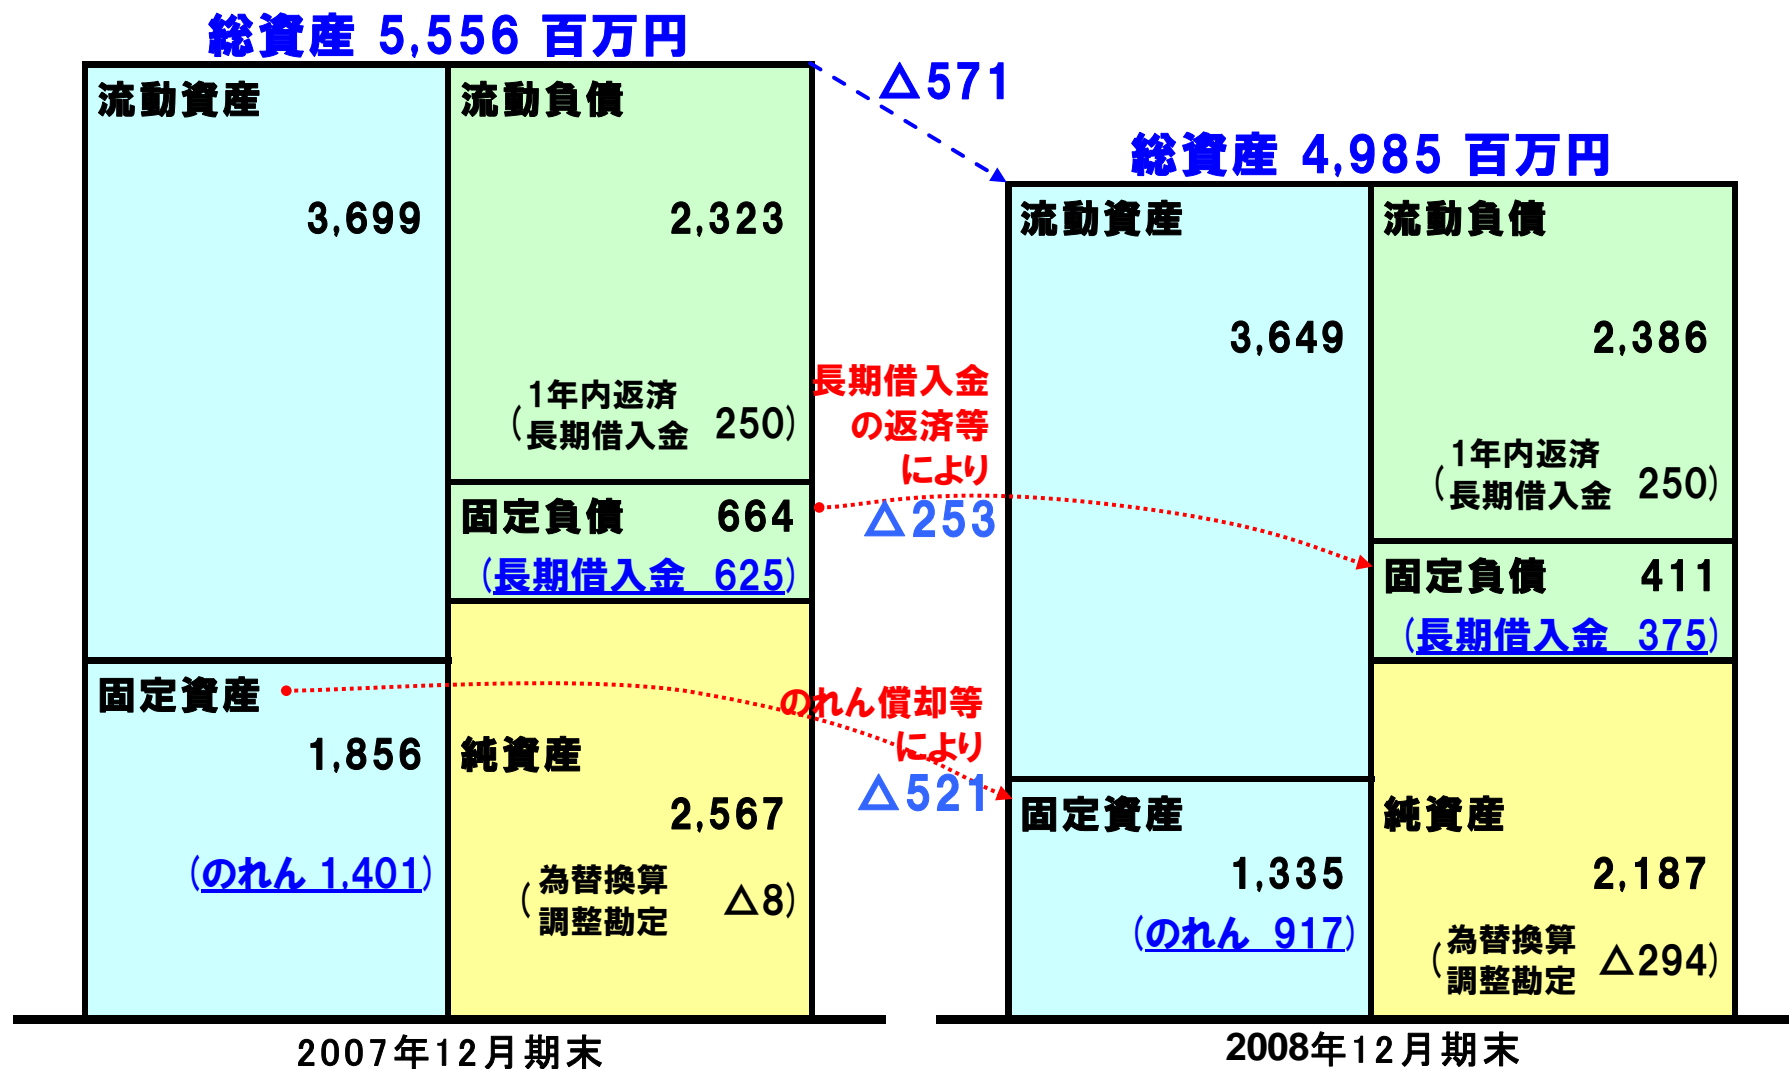 総資産 5,556 百万円
流動資産
3,699
固定資産
1,856
(のれん 1,401)
流動負債
2,323
(1年内返済
長期借入金 250)
固定負債 664
(長期借入金 625)
純資産
2,567
(為替換算
調整勘定 △8)
2007年12月期末
△571
長期借入金
の返済等
により
△253
のれん償却等
により
△521
総資産 4,985 百万円
流動資産
3,649
固定資産
1,335
(のれん 917)
流動負債
2,386
(1年内返済
長期借入金 250)
固定負債 411
(長期借入金 375)
純資産
2,187
(為替換算
調整勘定 △294)
2008年12月期末